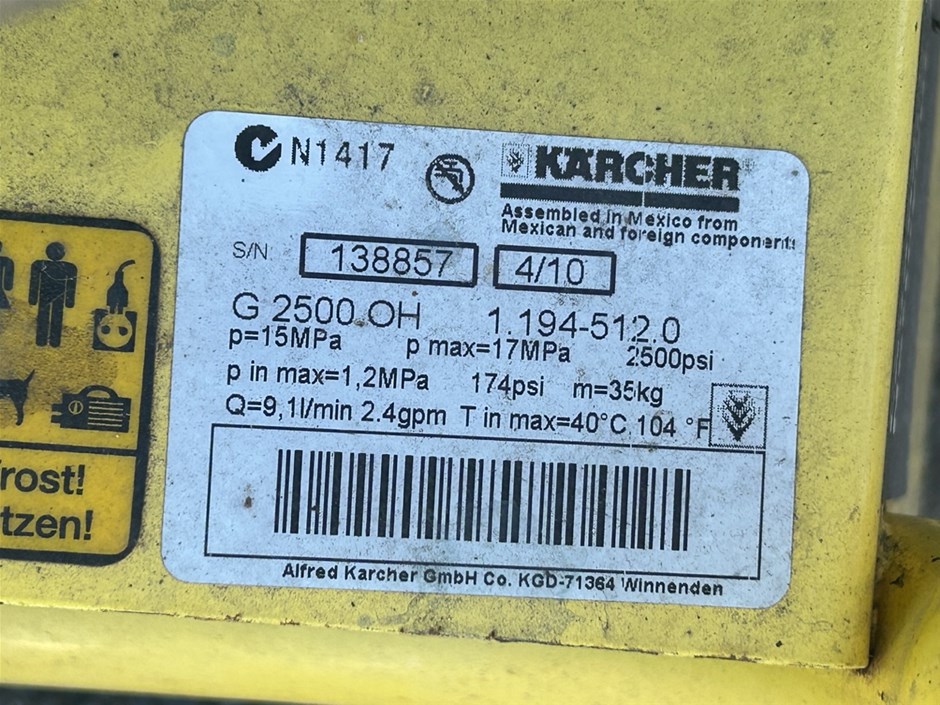 N1417
KÄRCHER
Assembled in Mexico from
Mexican and foreign components
S/N 138857 4/10
G 2500 OH 1.194-512.0
p=15MPa p max=17MPa 2500psi
p in max=1,2MPa 174psi m=35kg
Q=9,1l/min 2.4gpm T in max=40°C 104 °F
Alfred Karcher GmbH Co. KGD-71364 Winnenden
rost!
tzen!